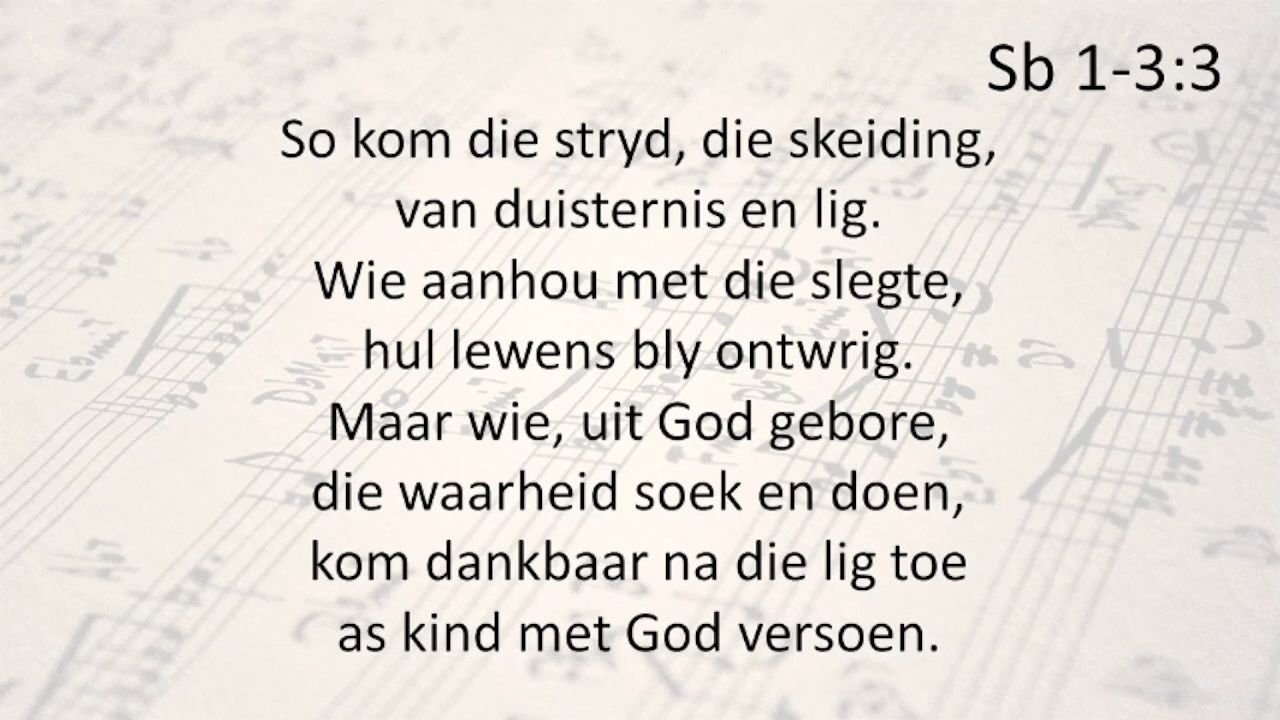 Sb 1-3:3
So kom die stryd, die skeiding,
van duisternis en lig.
Wie aanhou met die slegte,
hul lewens bly ontwrig.
Maar wie, uit God gebore,
die waarheid soek en doen,
kom dankbaar na die lig toe
as kind met God versoen.